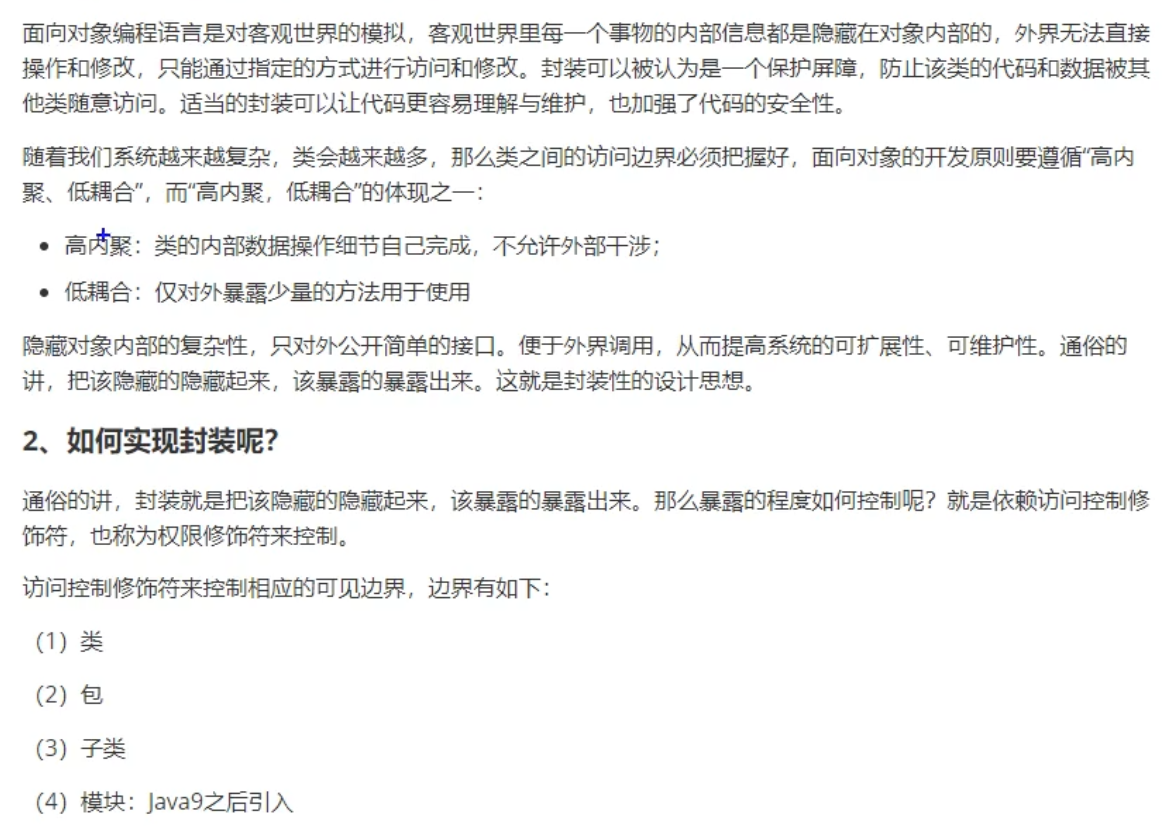 面向对象编程语言是对客观世界的模拟，客观世界里每一个事物的内部信息都是隐藏在对象内部的，外界无法直接
操作和修改，只能通过指定的方式进行访问和修改。封装可以被认为是一个保护屏障，防止该类的代码和数据被其
他类随意访问。适当的封装可以让代码更容易理解与维护，也加强了代码的安全性。
随着我们系统越来越复杂，类会越来越多，那么类之间的访问边界必须把握好，面向对象的开发原则要遵循“高内
聚、低耦合”，而“高内聚，低耦合”的体现之一：
• 高内聚：类的内部数据操作细节自己完成，不允许外部干涉；
• 低耦合：仅对外暴露少量的方法用于使用
隐藏对象内部的复杂性，只对外公开简单的接口。便于外界调用，从而提高系统的可扩展性、可维护性。通俗的
讲，把该隐藏的隐藏起来，该暴露的暴露出来。这就是封装性的设计思想。
2、如何实现封装呢？
通俗的讲，封装就是把该隐藏的隐藏起来，该暴露的暴露出来。那么暴露的程度如何控制呢？就是依赖访问控制修
饰符，也称为权限修饰符来控制。
访问控制修饰符来控制相应的可见边界，边界有如下：
（1）类
（2）包
（3）子类
（4）模块：Java9之后引入